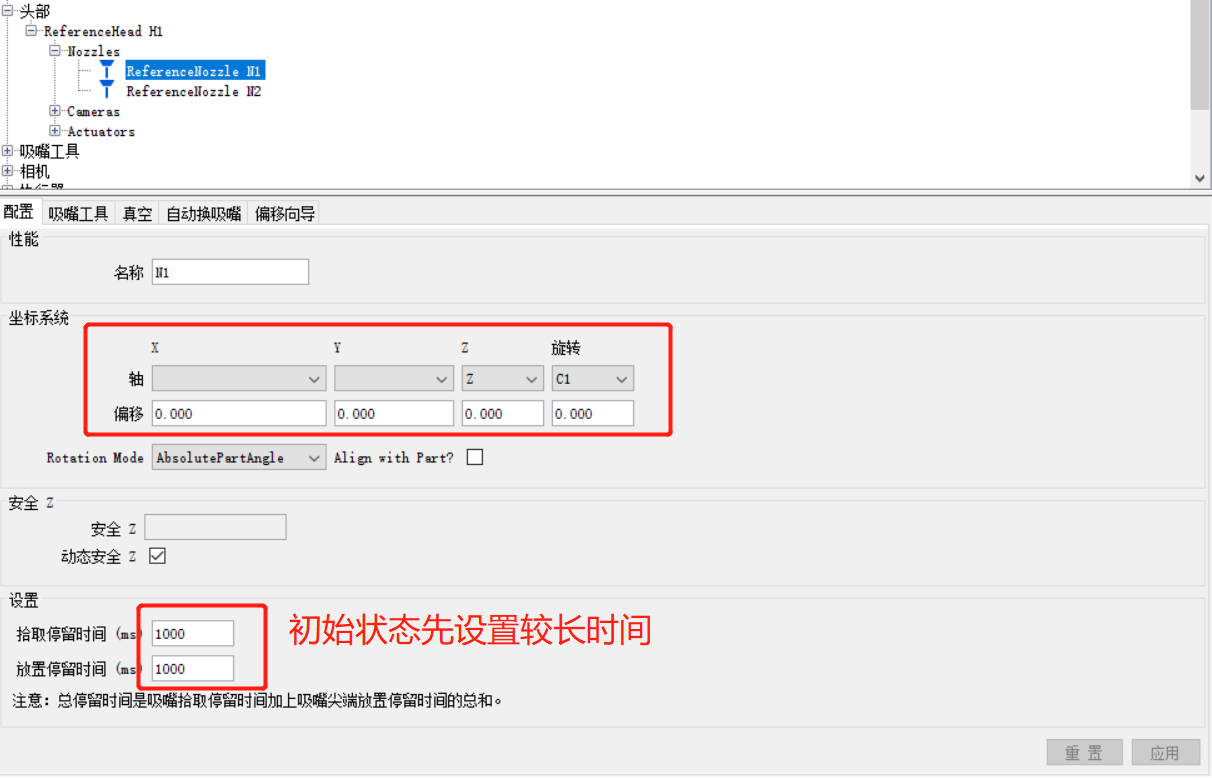 头部
ReferenceHead H1
Nozzles
ReferenceNozzle N1
ReferenceNozzle N2
Cameras
Actuators
吸嘴工具
相机
执行器
配置 吸嘴工具 真空 自动换吸嘴 偏移向导
性能
名称 N1
坐标系统
X Y Z 旋转
轴 Z C1
偏移 0.000 0.000 0.000 0.000
Rotation Mode AbsolutePartAngle Align with Part?
安全 Z
安全 Z
动态安全 Z
设置
拾取停留时间 (ms) 1000
初始状态先设置较长时间
放置停留时间 (ms) 1000
注意: 总停留时间是吸嘴拾取停留时间加上吸嘴尖端放置停留时间的总和。
重 置 应用